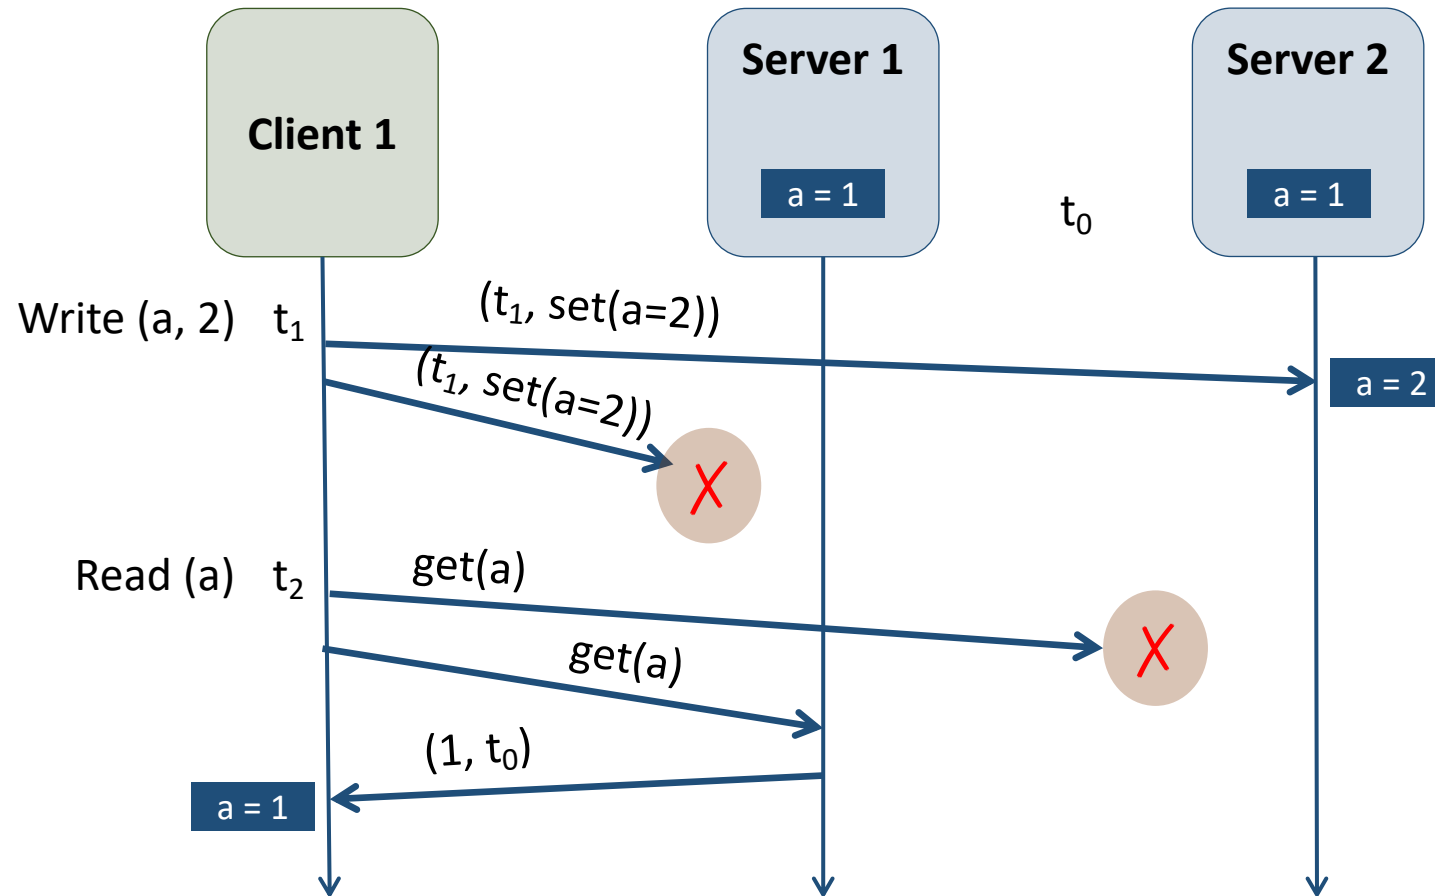 Client 1
Server 1
Server 2
a = 1
a = 1
t₀
Write (a, 2) t₁
(t₁, set(a=2))
(t₁, set(a=2))
a = 2
X
Read (a) t₂
get(a)
X
get(a)
(1, t₀)
a = 1